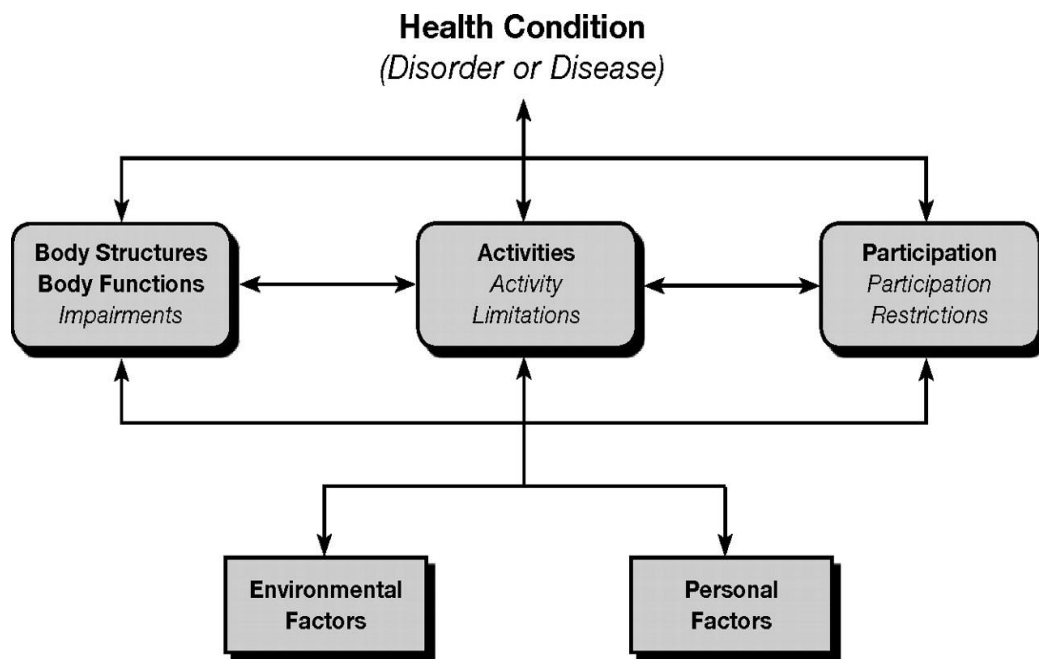 Health Condition
(Disorder or Disease)
Body Structures
Body Functions
Impairments
Activities
Activity
Limitations
Participation
Participation
Restrictions
Environmental
Factors
Personal
Factors